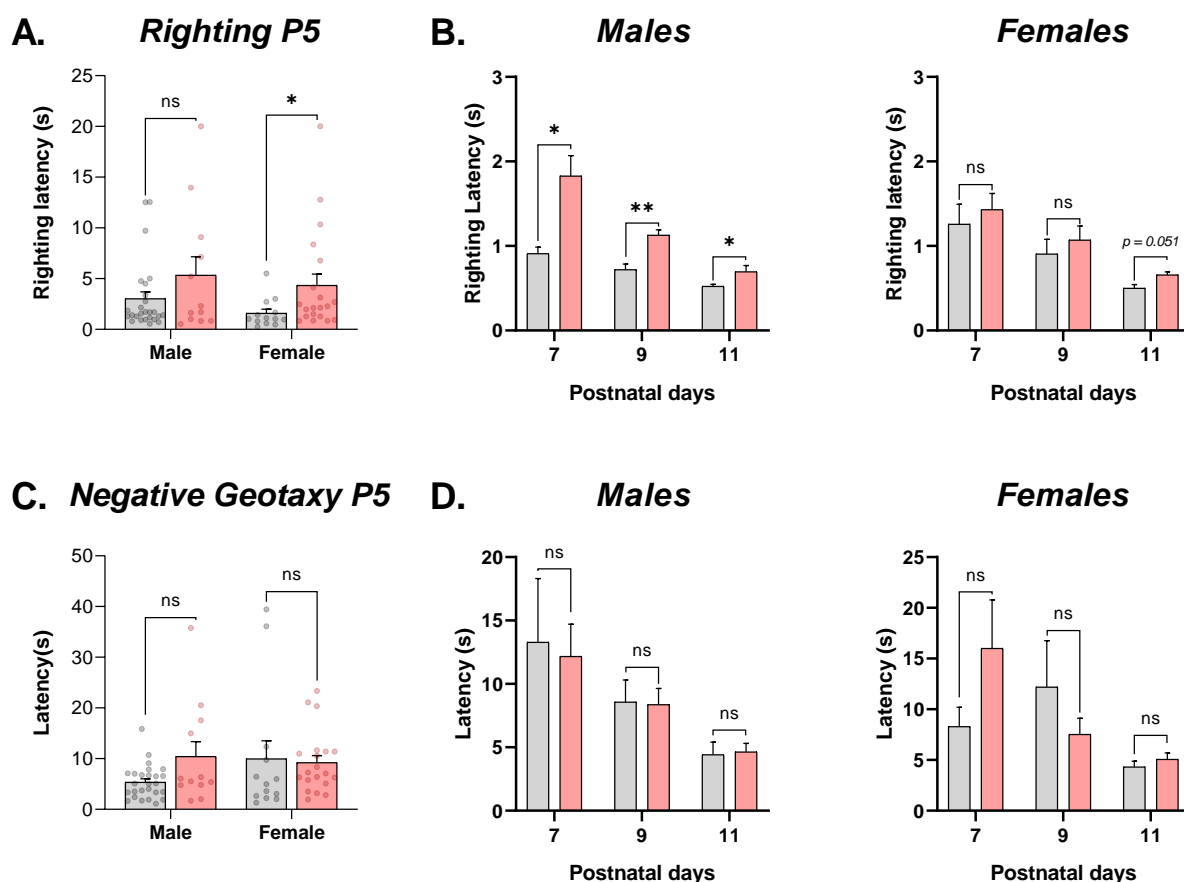 A. Righting P5
Righting latency (s)
25
20
15
10
5
0
ns
*
Male Female
B. Males
Righting Latency (s)
3
2
1
0
*
**
*
7 9 11
Postnatal days
Females
Righting latency (s)
3
2
1
0
ns
ns
p = 0.051
7 9 11
Postnatal days
C. Negative Geotaxy P5
Latency(s)
50
40
30
20
10
0
ns
ns
Male Female
D. Males
Latency (s)
20
15
10
5
0
ns
ns
ns
7 9 11
Postnatal days
Females
Latency (s)
25
20
15
10
5
0
ns
ns
ns
7 9 11
Postnatal days